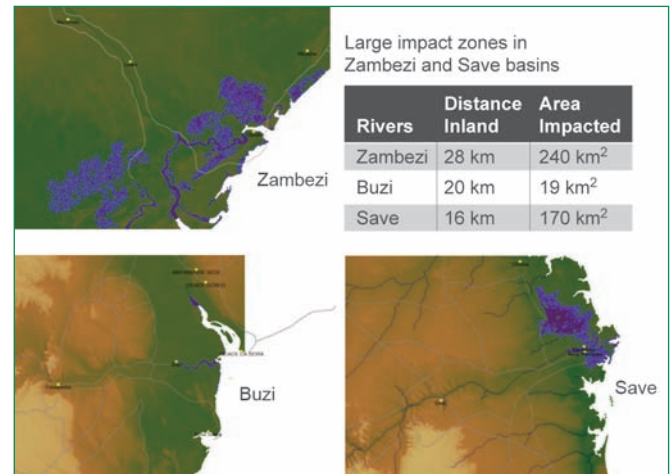 Large impact zones in
Zambezi and Save basins
Rivers Distance Inland Area Impacted
Zambezi 28 km 240 km²
Buzi 20 km 19 km²
Save 16 km 170 km²
Zambezi
Buzi
Save